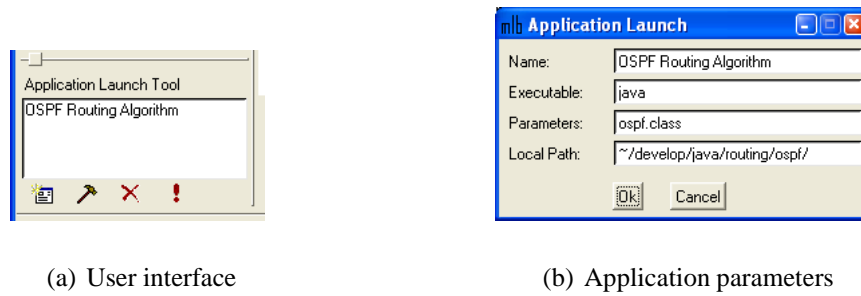 Application Launch Tool
OSPF Routing Algorithm
mlb Application Launch
Name: OSPF Routing Algorithm
Executable: java
Parameters: ospf.class
Local Path: ~/develop/java/routing/ospf/
Ok Cancel
(a) User interface
(b) Application parameters